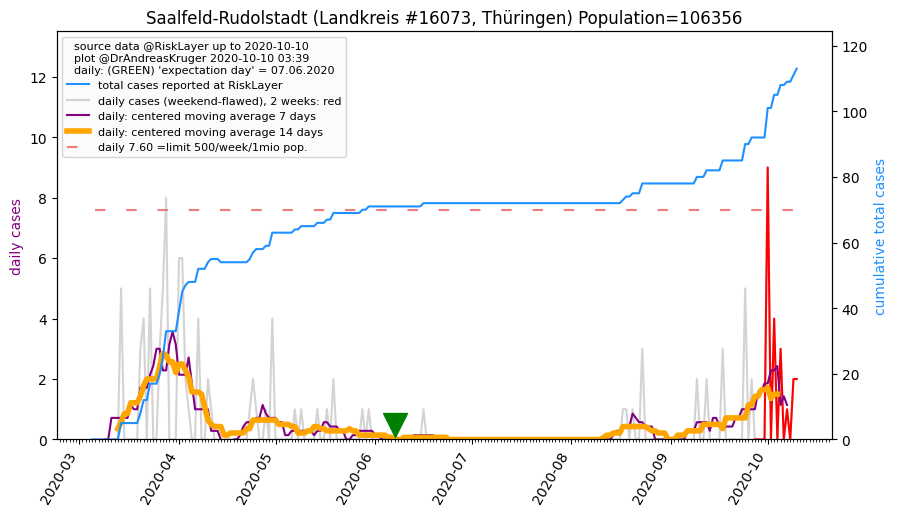 Saalfeld-Rudolstadt (Landkreis #16073, Thüringen) Population=106356
source data @RiskLayer up to 2020-10-10
plot @DrAndreasKruger 2020-10-10 03:39
daily: (GREEN) 'expectation day' = 07.06.2020
total cases reported at RiskLayer
daily cases (weekend-flawed), 2 weeks: red
daily: centered moving average 7 days
daily: centered moving average 14 days
daily 7.60 =limit 500/week/1mio pop.
daily cases
12
10
8
6
4
2
0
120
100
80
60
40
20
0
cumulative total cases
2020-03
2020-04
2020-05
2020-06
2020-07
2020-08
2020-09
2020-10